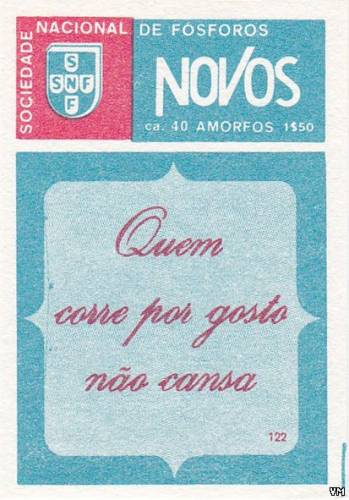 SOCIEDADE NACIONAL DE FÓSFOROS
S
SNF
F
NOVOS
ca. 40 AMORFOS 1$50
Quem
corre por gosto
não cansa
122
VM